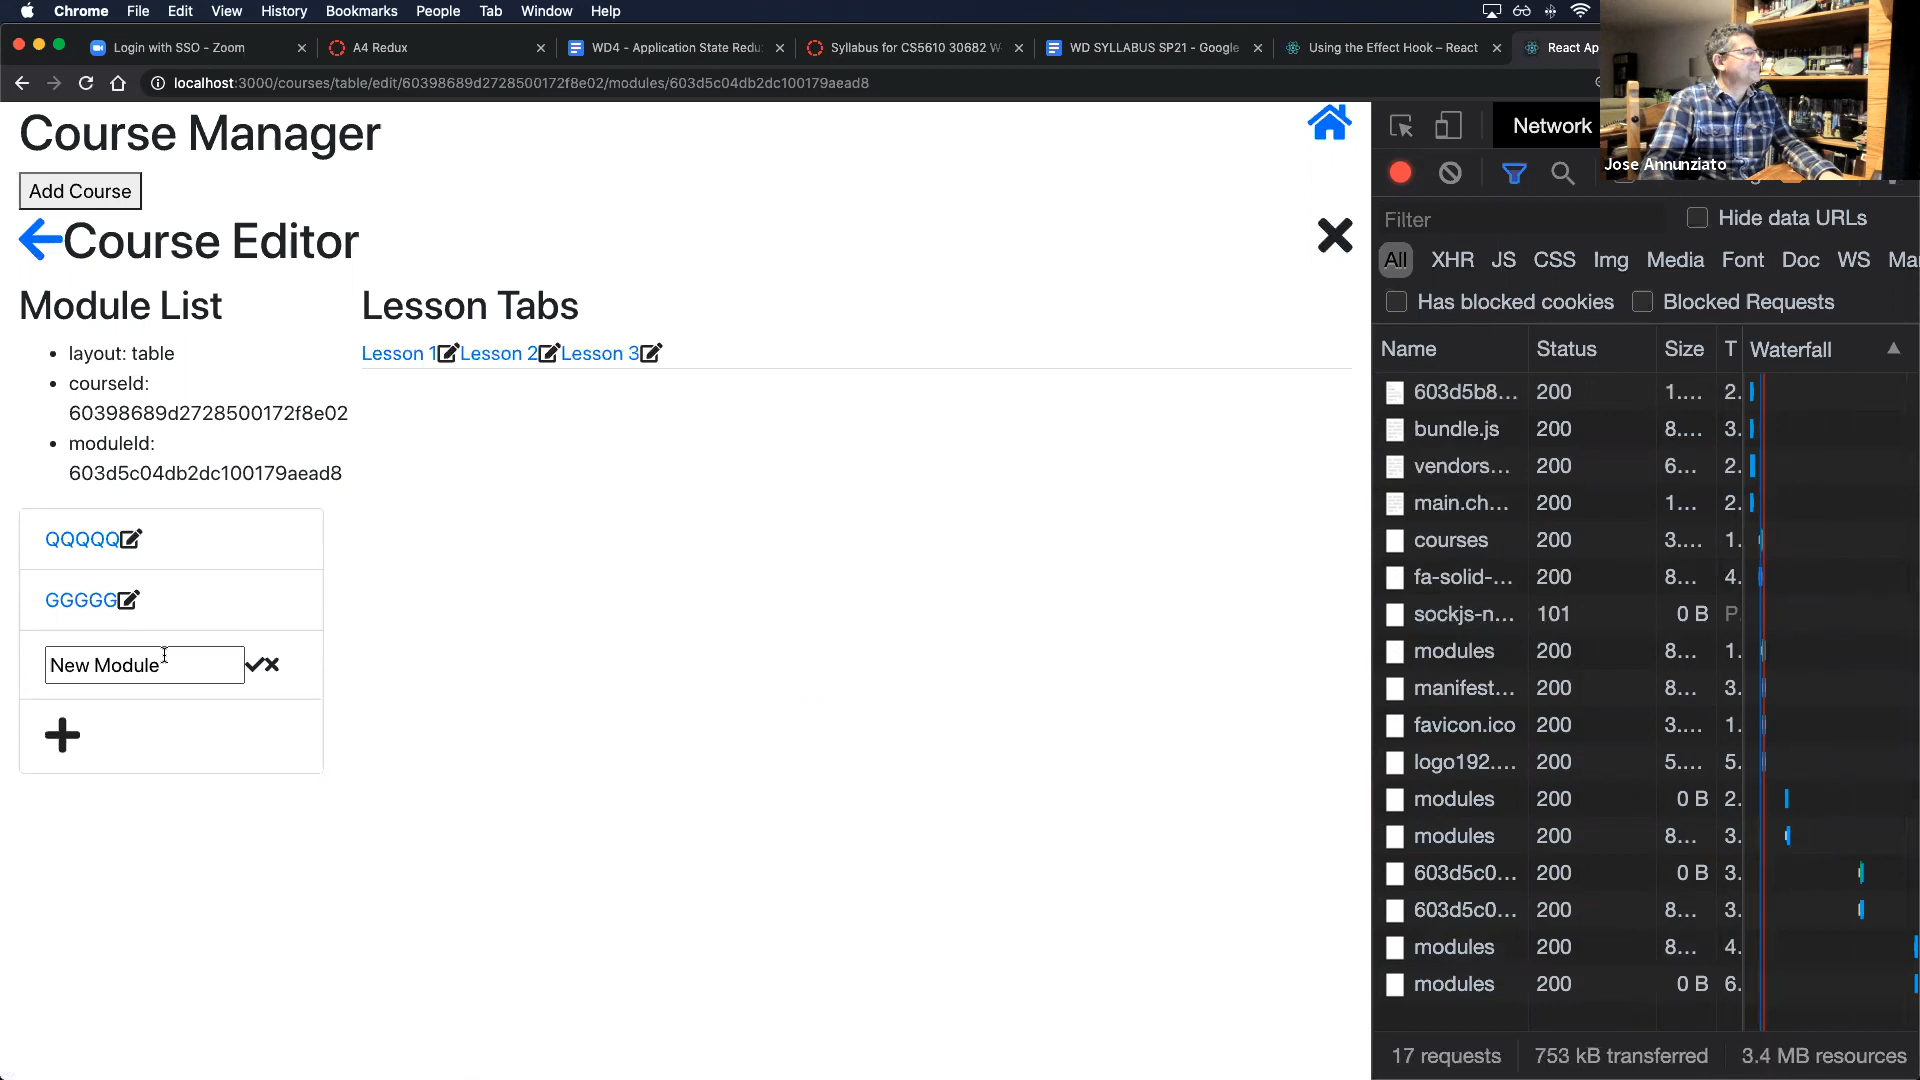 Chrome File Edit View History Bookmarks People Tab Window Help
Login with SSO - Zoom
A4 Redux
WD4 - Application State Redu
Syllabus for CS5610 30682 W
WD SYLLABUS SP21 - Google
Using the Effect Hook – React
React Ap
localhost:3000/courses/table/edit/60398689d2728500172f8e02/modules/603d5c04db2dc100179aead8
Course Manager
Add Course
Course Editor
Module List
layout: table
courseId:
60398689d2728500172f8e02
moduleId:
603d5c04db2dc100179aead8
QQQQQ
GGGGG
New Module
Lesson Tabs
Lesson 1 Lesson 2 Lesson 3
Jose Annunziato
Network
Filter
Hide data URLs
All XHR JS CSS Img Media Font Doc WS Ma
Has blocked cookies Blocked Requests
Name Status Size T Waterfall
603d5b8... 200 1.... 2.
bundle.js 200 8.... 3.
vendors... 200 6... 2.
main.ch... 200 1... 2.
courses 200 3.... 1.
fa-solid-... 200 8... 4.
sockjs-n... 101 0 B P.
modules 200 8... 1.
manifest... 200 8... 3.
favicon.ico 200 3.... 1.
logo192.... 200 5.... 5.
modules 200 0 B 2.
modules 200 8... 3.
603d5c0... 200 0 B 3.
603d5c0... 200 8... 3.
modules 200 8... 4.
modules 200 0 B 6.
17 requests 753 kB transferred 3.4 MB resources